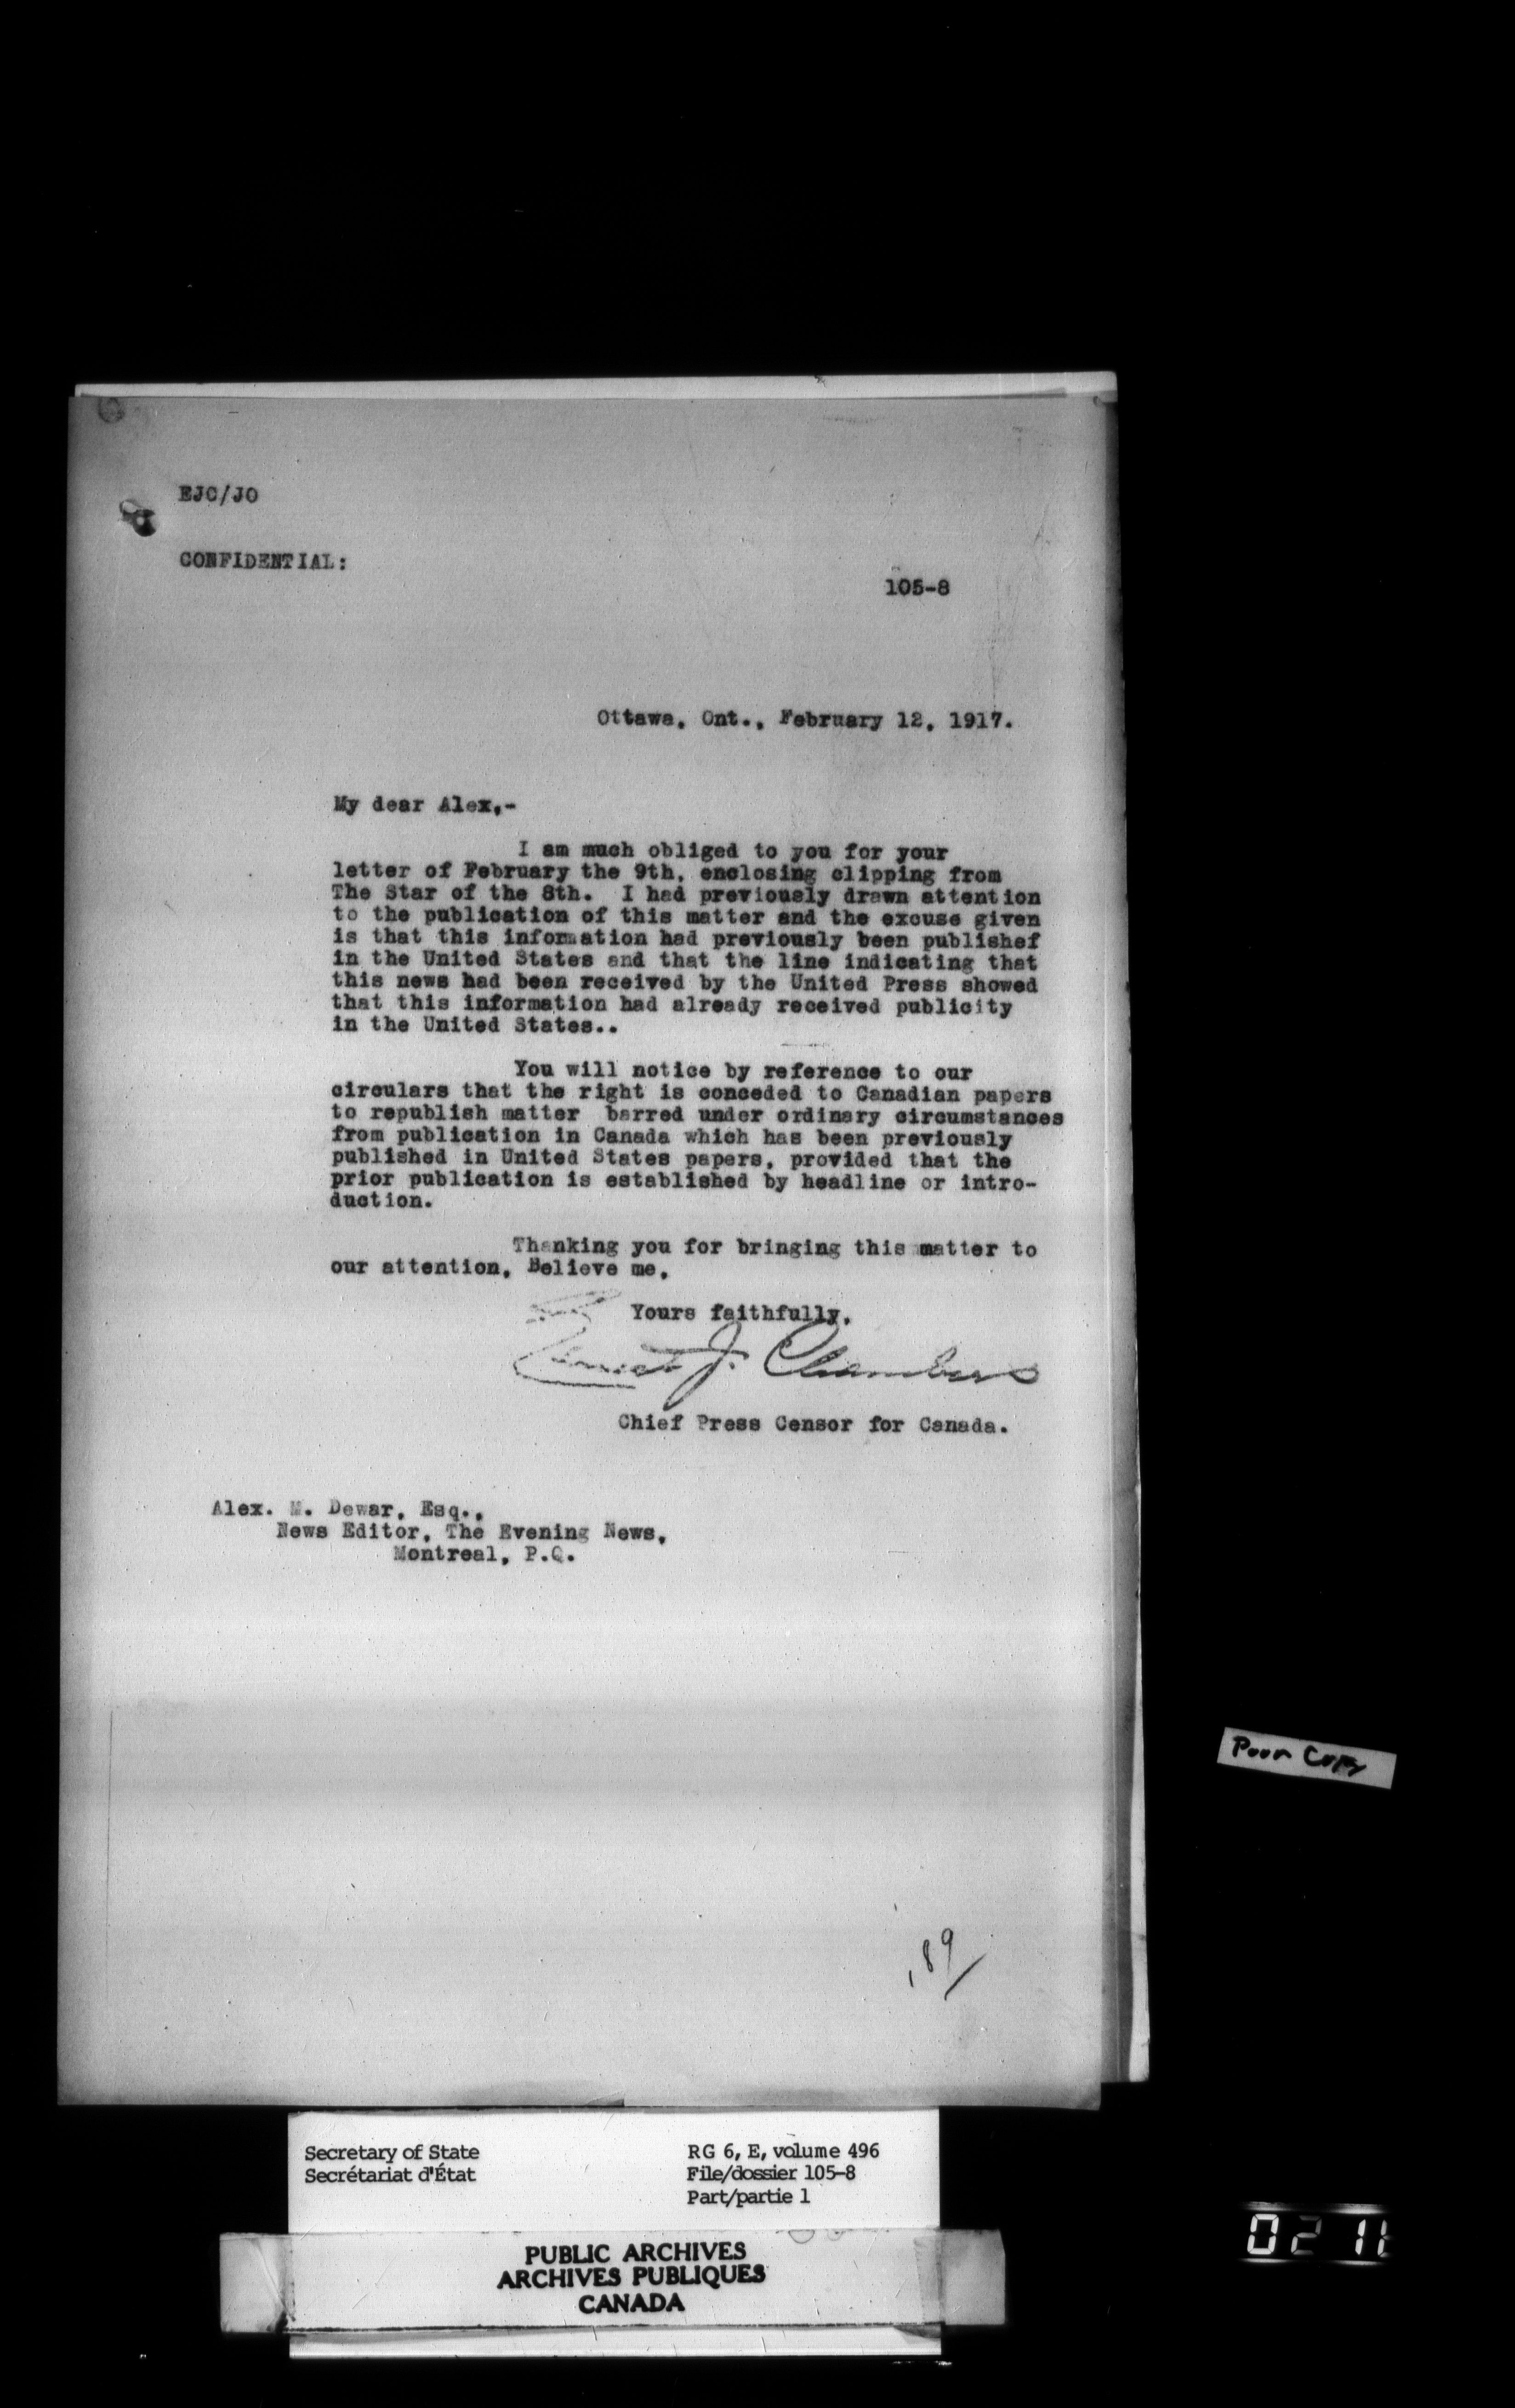 EJC/JO
CONFIDENTIAL:
105-8
Ottawa, Ont., February 12, 1917.
My dear Alex,-
I am much obliged to you for your
letter of February the 9th, enclosing clipping from
The Star of the 8th. I had previously drawn attention
to the publication of this matter and the excuse given
is that this information had previously been publishef
in the United States and that the line indicating that
this news had been received by the United Press showed
that this information had already received publicity
in the United States..
You will notice by reference to our
circulars that the right is conceded to Canadian papers
to republish matter barred under ordinary circumstances
from publication in Canada which has been previously
published in United States papers, provided that the
prior publication is established by headline or intro-
duction.
Thanking you for bringing this matter to
our attention, Believe me,
Yours faithfully,
Ernest J. Chambers
Chief Press Censor for Canada.
Alex. M. Dewar, Esq.,
News Editor, The Evening News,
Montreal, P.Q.
Poor Copy
189
Secretary of State
Secrétariat d'État
RG 6, E, volume 496
File/dossier 105-8
Part/partie 1
PUBLIC ARCHIVES
ARCHIVES PUBLIQUES
CANADA
0211